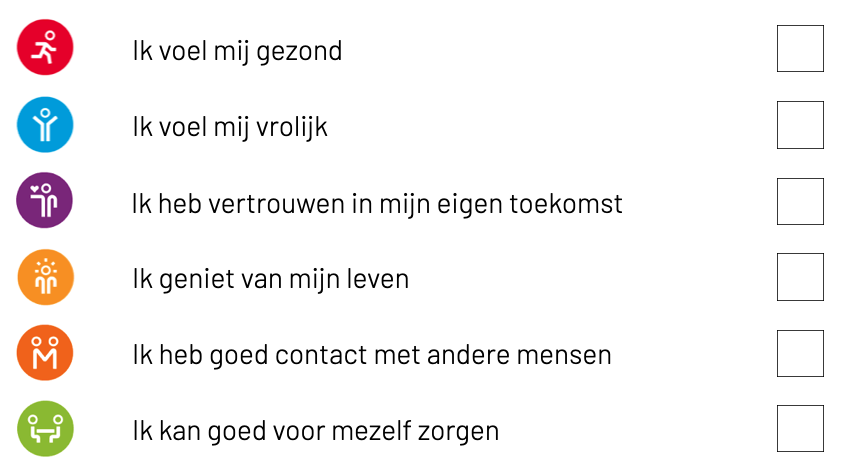 Ik voel mij gezond
Ik voel mij vrolijk
Ik heb vertrouwen in mijn eigen toekomst
Ik geniet van mijn leven
Ik heb goed contact met andere mensen
Ik kan goed voor mezelf zorgen